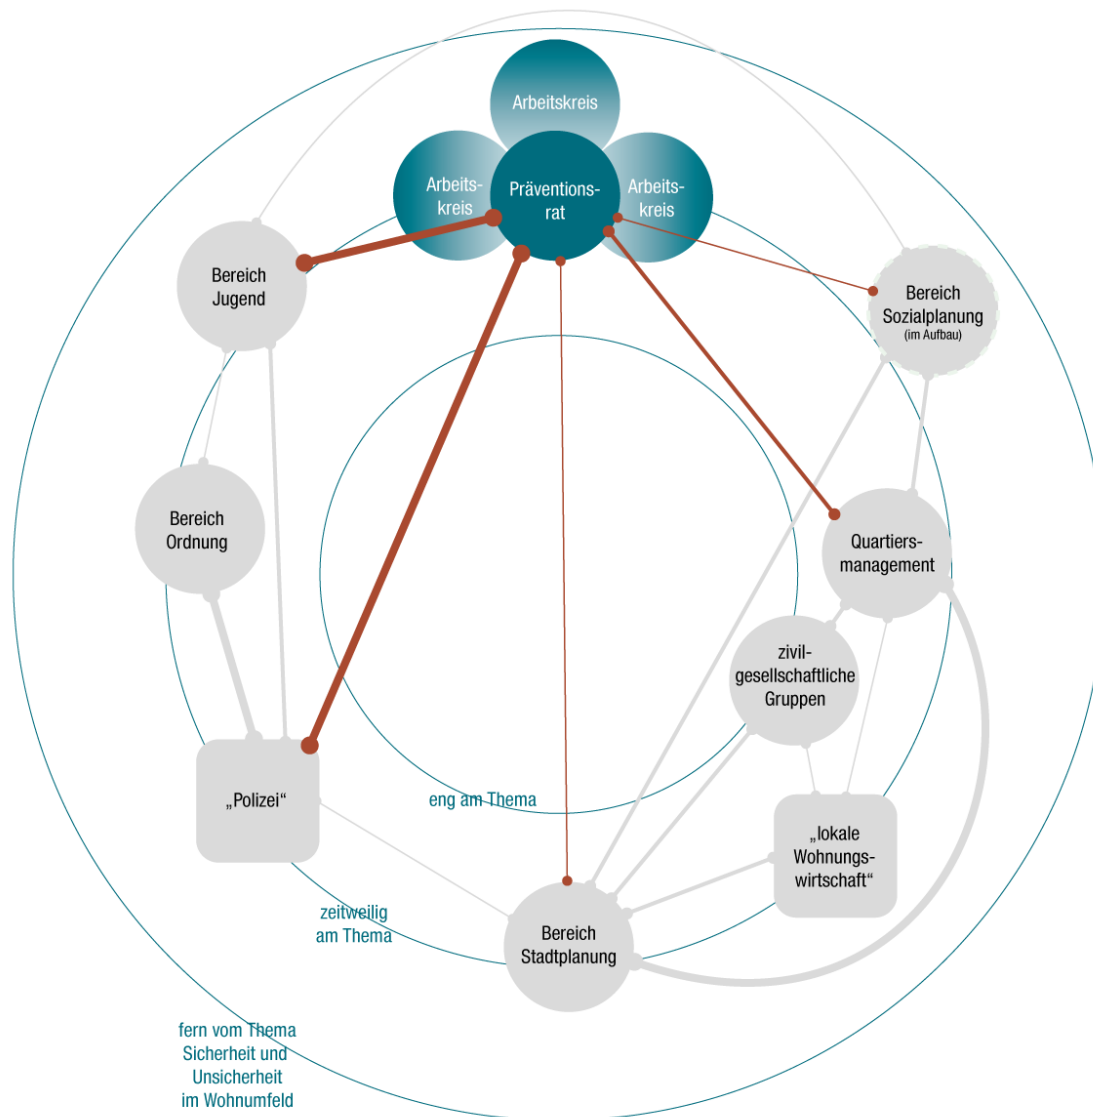 Arbeitskreis
Arbeits-
kreis
Präventions-
rat
Arbeits-
kreis
Bereich
Jugend
Bereich
Sozialplanung
(im Aufbau)
Bereich
Ordnung
Quartiers-
management
zivil-
gesellschaftliche
Gruppen
„Polizei“
eng am Thema
„lokale
Wohnungs-
wirtschaft“
zeitweilig
am Thema
Bereich
Stadtplanung
fern vom Thema
Sicherheit und
Unsicherheit
im Wohnumfeld